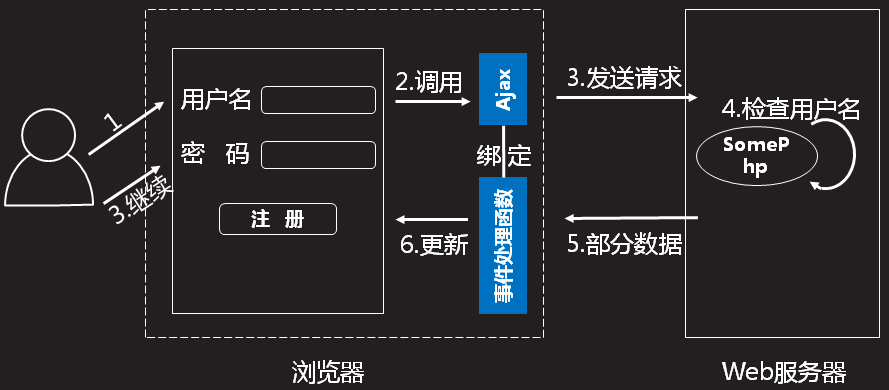 1
3.继续
用户名
密 码
注 册
2.调用
Ajax
绑 定
事件处理函数
6.更新
3.发送请求
4.检查用户名
SomeP
hp
5.部分数据
浏览器
Web服务器